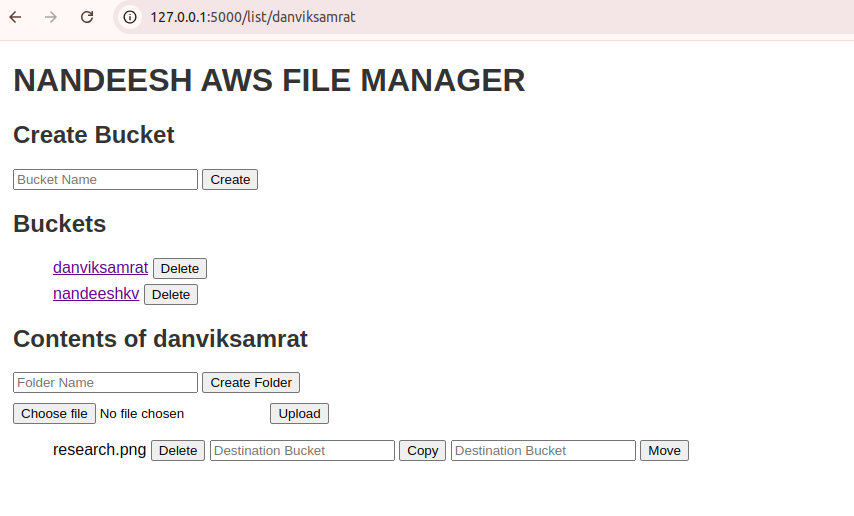 127.0.0.1:5000/list/danviksamrat
NANDEESH AWS FILE MANAGER
Create Bucket
Bucket Name Create
Buckets
danviksamrat Delete
nandeeshkv Delete
Contents of danviksamrat
Folder Name Create Folder
Choose file No file chosen Upload
research.png Delete Destination Bucket Copy Destination Bucket Move